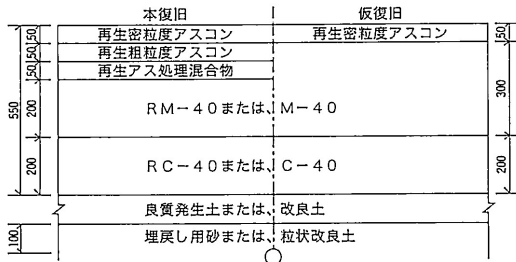 本復旧 仮復旧
50 再生密粒度アスコン 再生密粒度アスコン 50
50 再生粗粒度アスコン
50 再生アス処理混合物
550 200 RM-40または、M-40 300
200 RC-40または、C-40 200
良質発生土または、改良土
100 埋戻し用砂または、粒状改良土